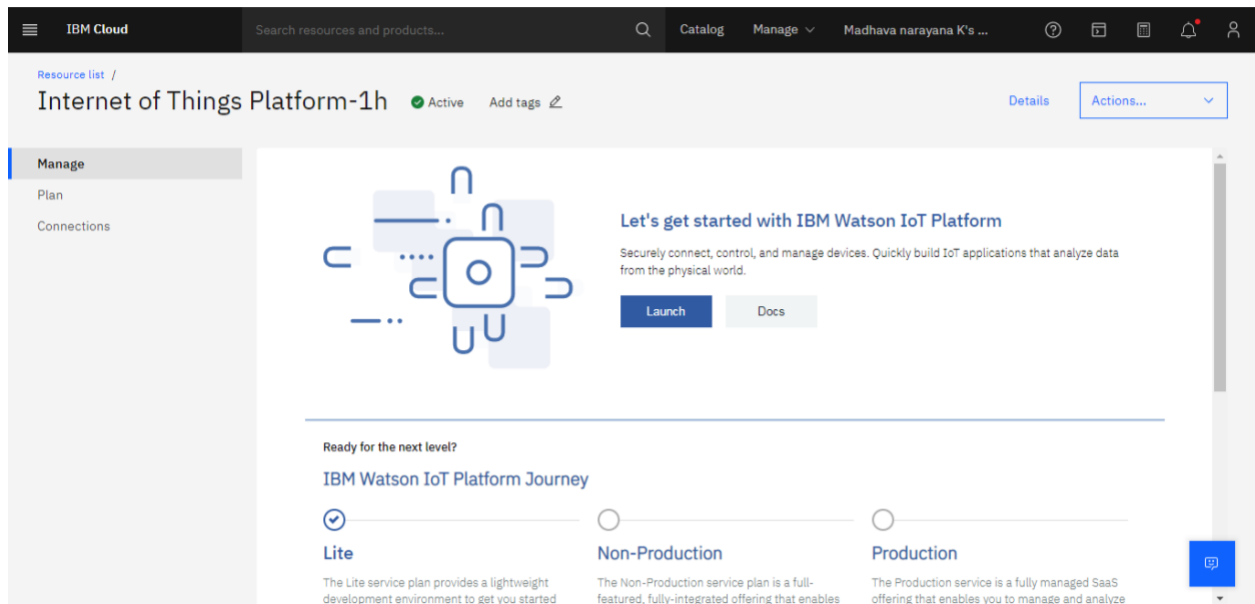 IBM Cloud
Search resources and products...
Catalog
Manage
Madhava narayana K's ...
Resource list /
Internet of Things Platform-1h
Active
Add tags
Details
Actions...
Manage
Plan
Connections
Let's get started with IBM Watson IoT Platform
Securely connect, control, and manage devices. Quickly build IoT applications that analyze data
from the physical world.
Launch
Docs
Ready for the next level?
IBM Watson IoT Platform Journey
Lite
Non-Production
Production
The Lite service plan provides a lightweight
development environment to get you started
The Non-Production service plan is a full-
featured, fully-integrated offering that enables
The Production service is a fully managed SaaS
offering that enables you to manage and analyze